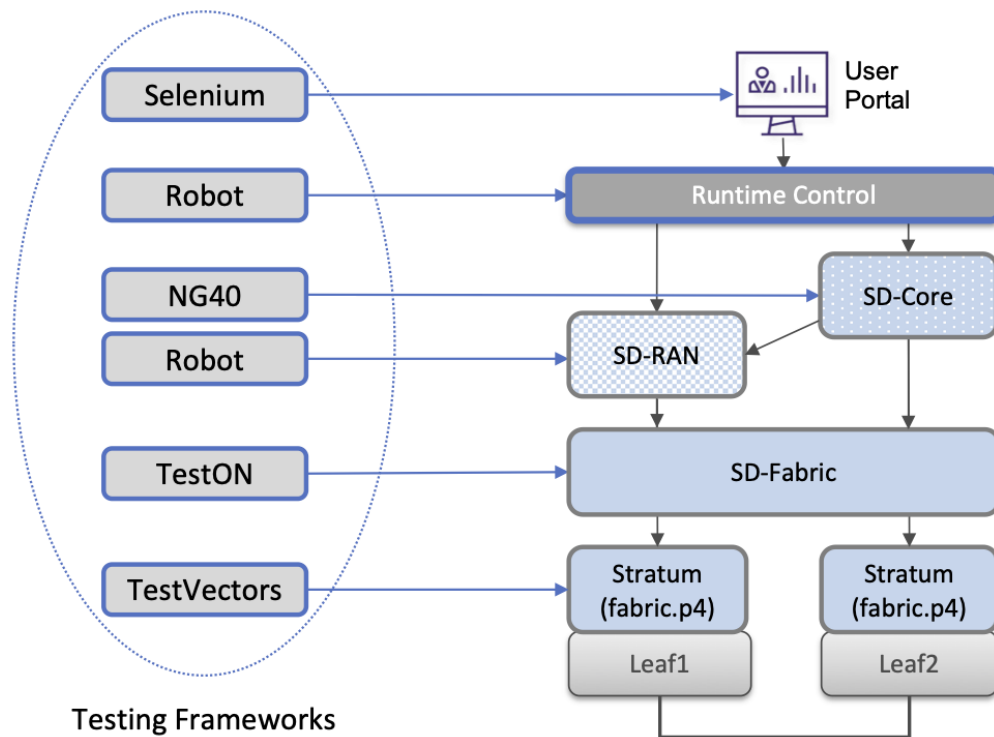 Selenium
User
Portal
Robot
Runtime Control
NG40
SD-Core
Robot
SD-RAN
TestON
SD-Fabric
TestVectors
Stratum
(fabric.p4)
Stratum
(fabric.p4)
Leaf1
Leaf2
Testing Frameworks